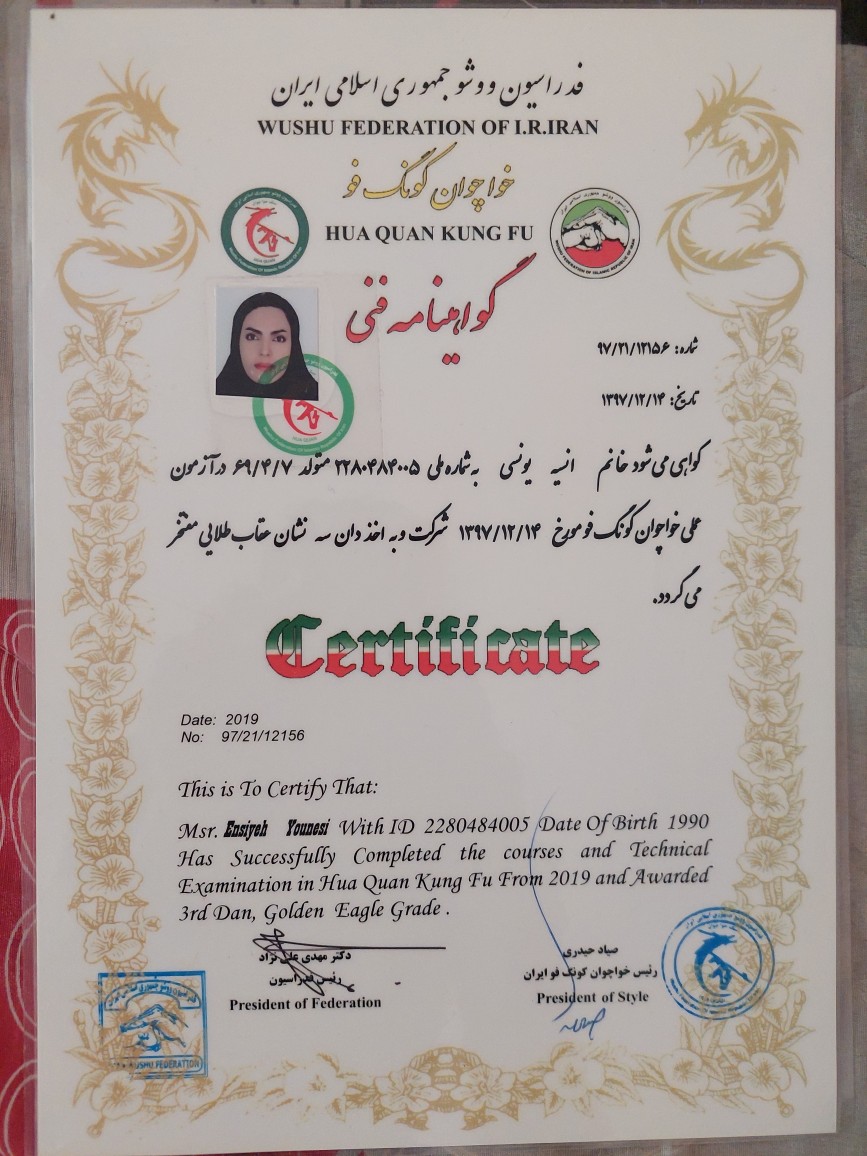 فدراسیون ووشو جمهوری اسلامی ایران
WUSHU FEDERATION OF I.R.IRAN
خواچوان کونگ فو
HUA QUAN KUNG FU
گواهینامه فنی
شماره: ۹۷/۲۱/۱۲۱۵۶
تاریخ: ۱۳۹۷/۱۲/۱۴
گواهی می شود خانم انسیه یونسی به شماره ملی ۲۲۸۰۴۸۴۰۰۵ متولد ۶۹/۴/۷ در آزمون
عملی خواچوان کونگ فو مورخ ۱۳۹۷/۱۲/۱۴ شرکت و به اخذ دان سه نشان عقاب طلایی مفتخر
می گردد.
Certificate
Date: 2019
No: 97/21/12156
This is To Certify That:
Msr. Ensiyeh Younesi With ID 2280484005 Date Of Birth 1990
Has Successfully Completed the courses and Technical
Examination in Hua Quan Kung Fu From 2019 and Awarded
3rd Dan, Golden Eagle Grade .
دکتر مهدی علی نژاد
رئیس فدراسیون
President of Federation
صیاد حیدری
رئیس خواچوان کونگ فو ایران
President of Style
WUSHU FEDERATION